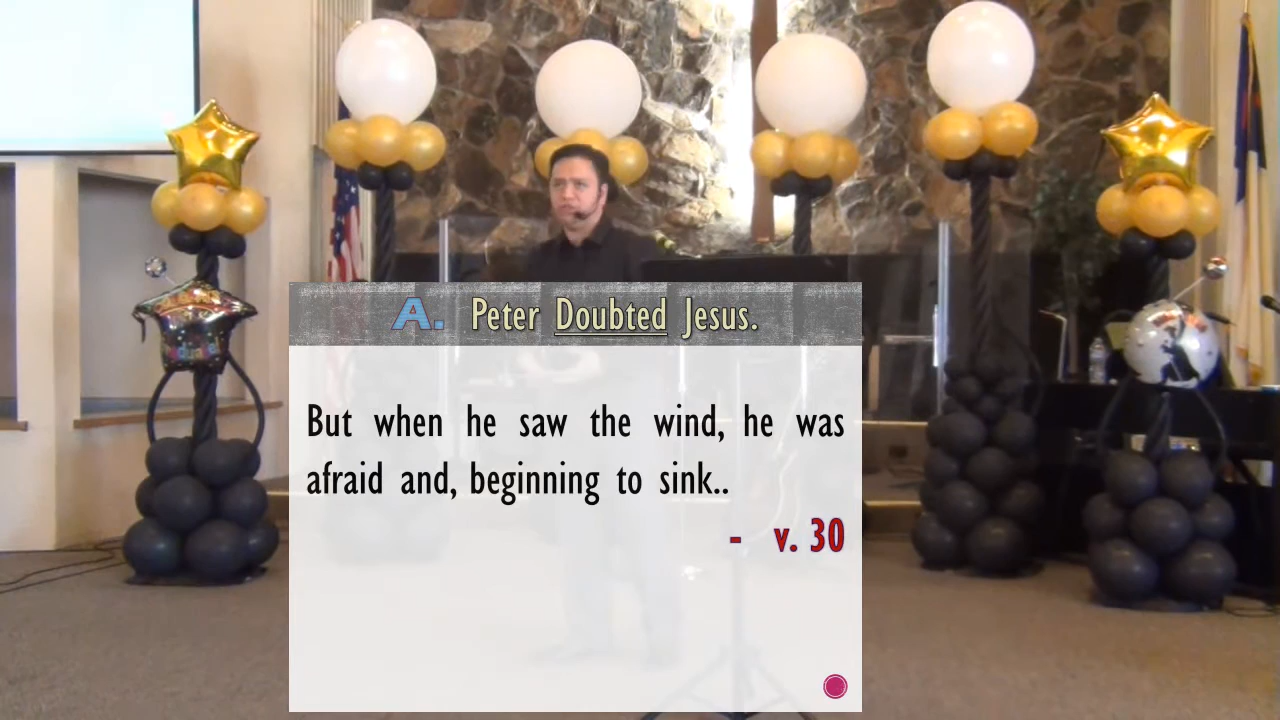 A. Peter Doubted Jesus.
But when he saw the wind, he was
afraid and, beginning to sink..
- v. 30